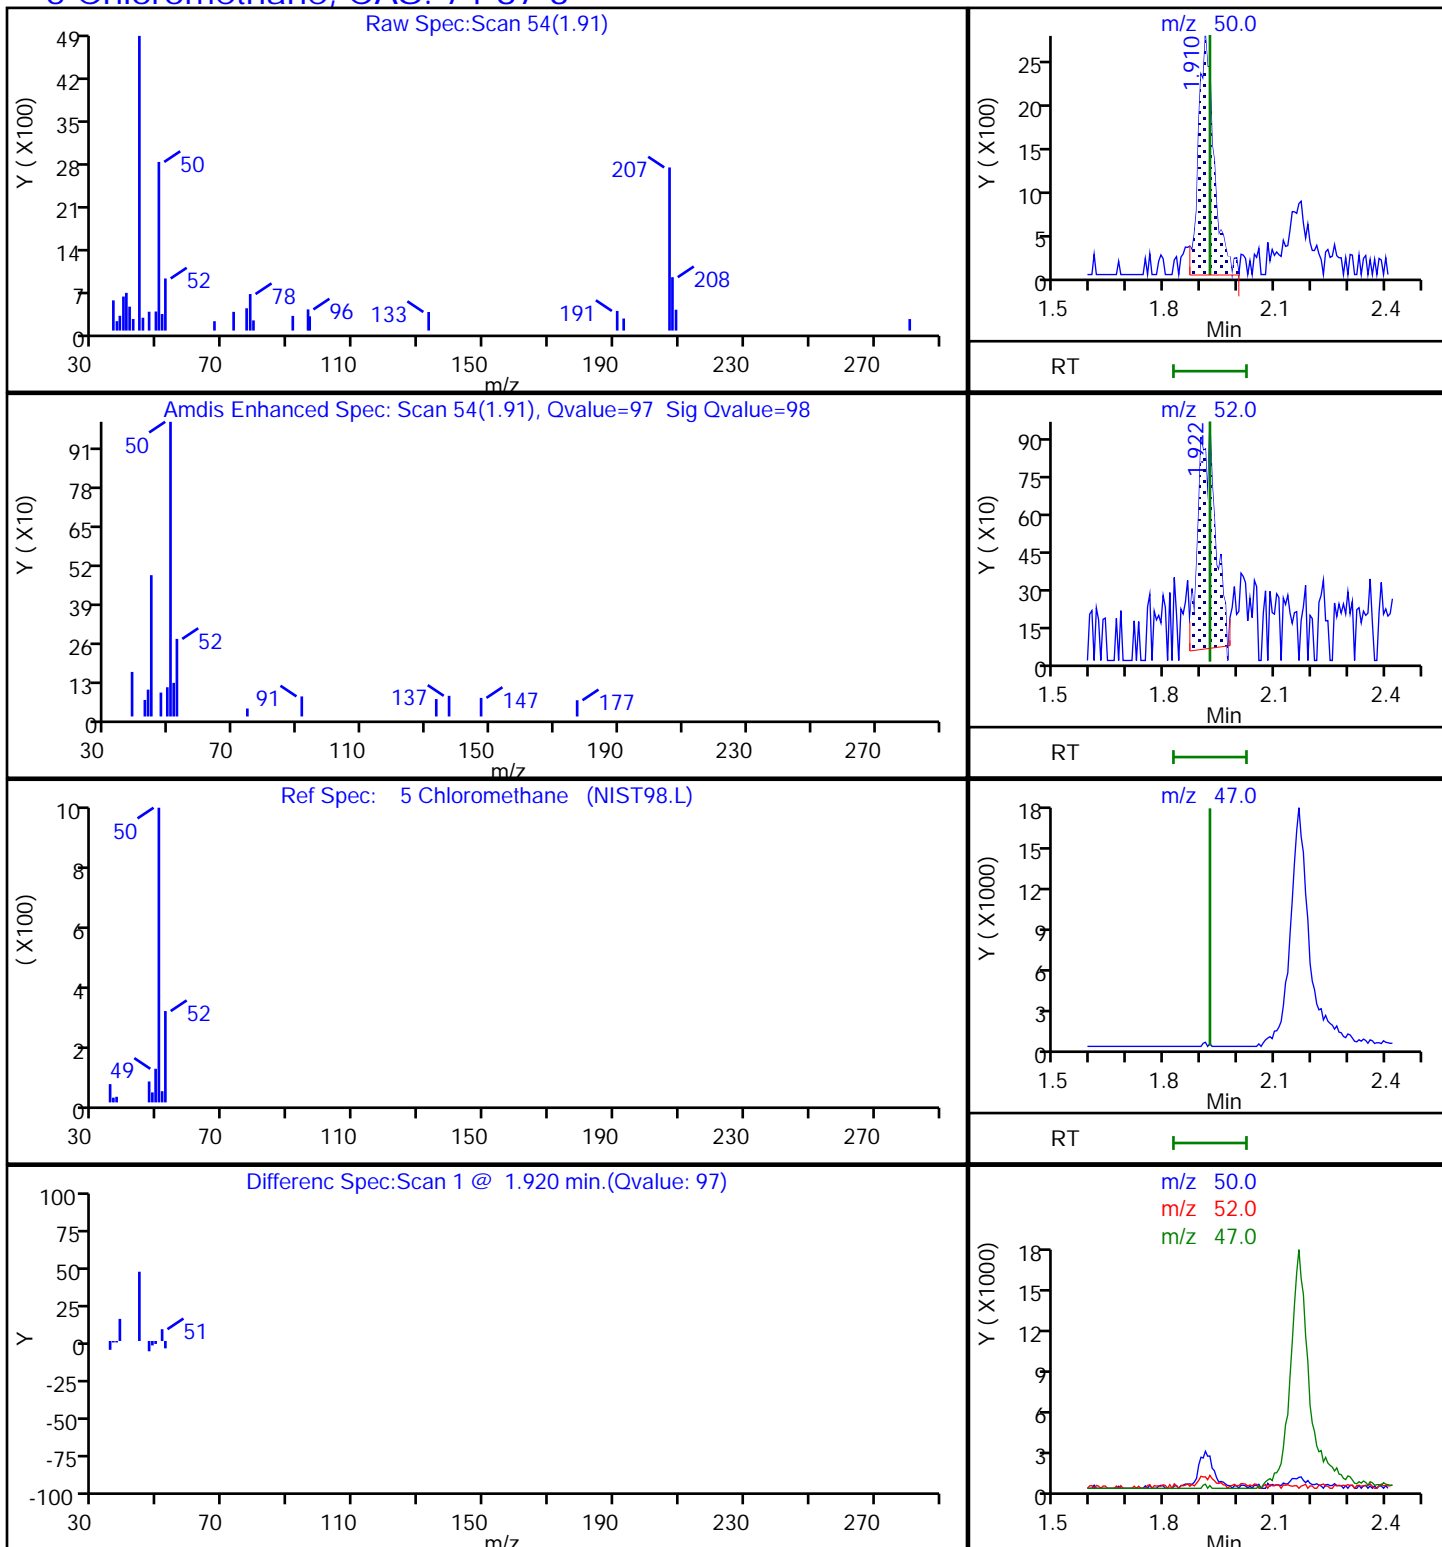 5 Chloromethane, CAS: 74-87-3
Raw Spec:Scan 54(1.91)
Y ( X100)
49
42
35
28
21
14
7
0
50
52
78
96
133
191
207
208
30 70 110 150 190 230 270
m/z
m/z 50.0
Y ( X100)
25
20
15
10
5
0
1.910
1.5 1.8 2.1 2.4
Min
RT
Amdis Enhanced Spec: Scan 54(1.91), Qvalue=97 Sig Qvalue=98
Y ( X10)
91
78
65
52
39
26
13
0
50
52
91
137
147
177
30 70 110 150 190 230 270
m/z
m/z 52.0
Y ( X10)
90
75
60
45
30
15
0
1.922
1.5 1.8 2.1 2.4
Min
RT
Ref Spec: 5 Chloromethane (NIST98.L)
( X100)
10
8
6
4
2
0
50
52
49
30 70 110 150 190 230 270
m/z 47.0
Y ( X1000)
18
15
12
9
6
3
0
1.5 1.8 2.1 2.4
Min
RT
Differenc Spec:Scan 1 @ 1.920 min.(Qvalue: 97)
Y
100
75
50
25
0
-25
-50
-75
-100
51
30 70 110 150 190 230 270
m/z
m/z 50.0
m/z 52.0
m/z 47.0
Y ( X1000)
18
15
12
9
6
3
0
1.5 1.8 2.1 2.4
Min